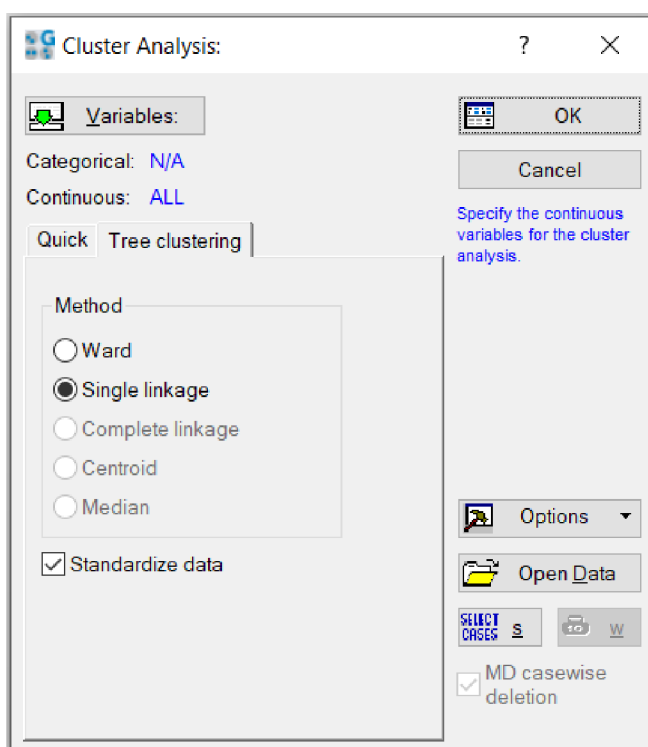 Cluster Analysis:
?
Variables:
OK
Categorical: N/A
Cancel
Continuous: ALL
Specify the continuous
variables for the cluster
analysis.
Quick
Tree clustering
Method
Ward
Single linkage
Complete linkage
Centroid
Median
Standardize data
Options
Open Data
SELECT
CASES
S
W
MD casewise
deletion